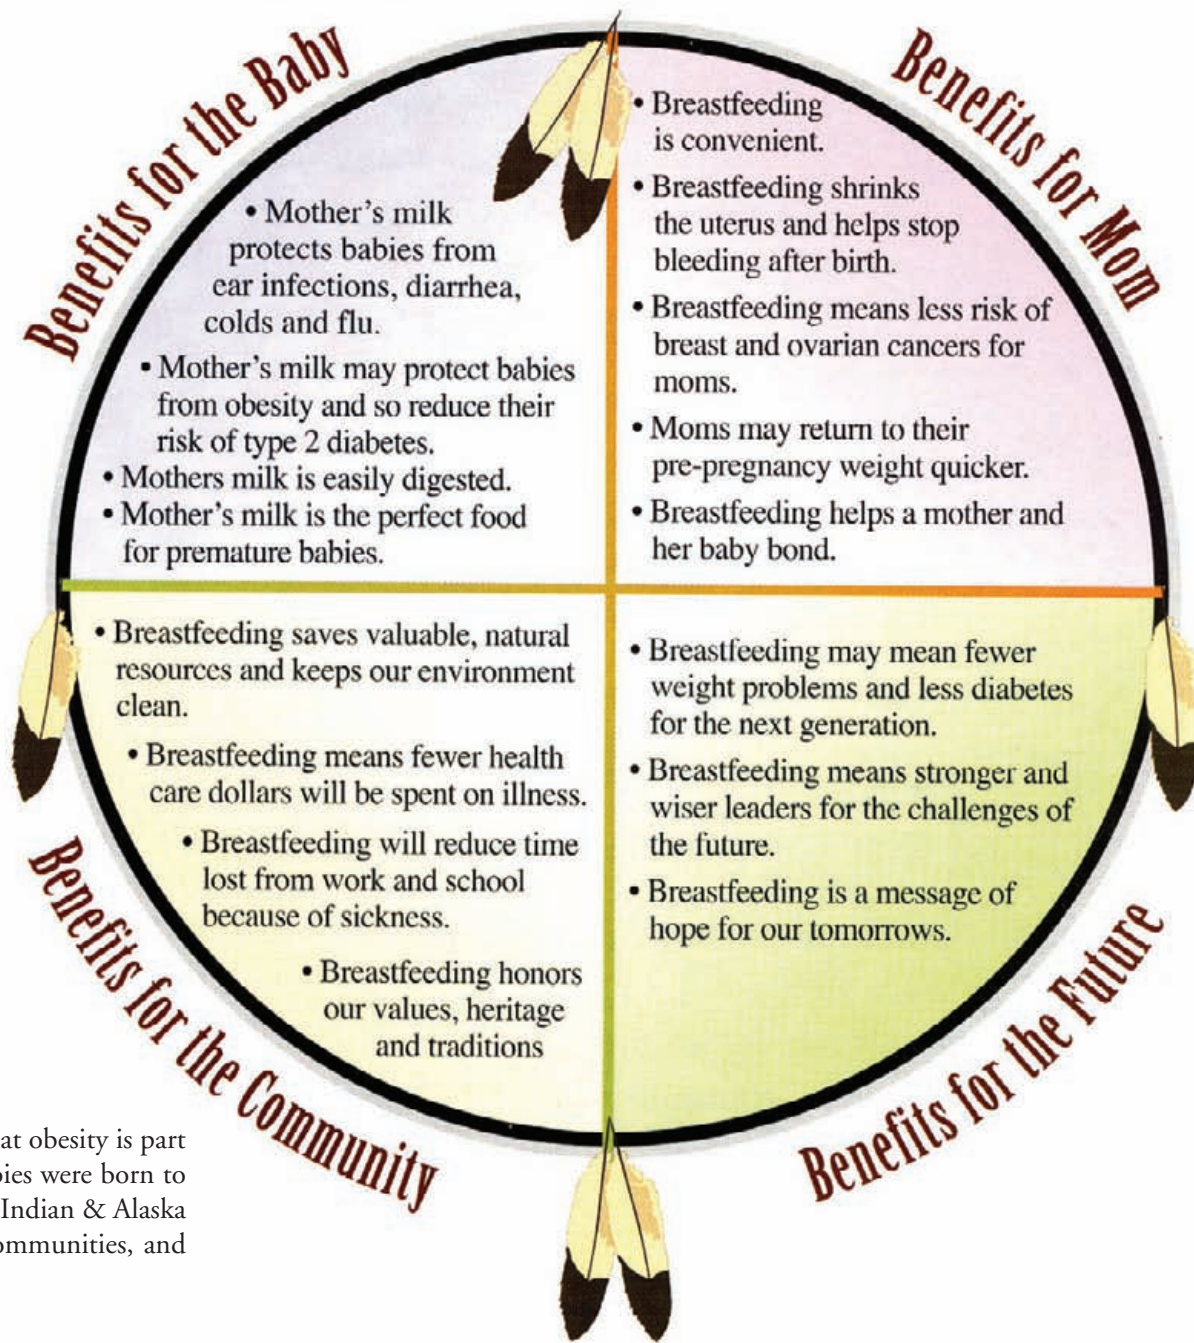 Benefits for the Baby
• Mother's milk
protects babies from
ear infections, diarrhea,
colds and flu.
• Mother's milk may protect babies
from obesity and so reduce their
risk of type 2 diabetes.
• Mothers milk is easily digested.
• Mother's milk is the perfect food
for premature babies.
Benefits for Mom
• Breastfeeding
is convenient.
• Breastfeeding shrinks
the uterus and helps stop
bleeding after birth.
• Breastfeeding means less risk of
breast and ovarian cancers for
moms.
• Moms may return to their
pre-pregnancy weight quicker.
• Breastfeeding helps a mother and
her baby bond.
• Breastfeeding saves valuable, natural
resources and keeps our environment
clean.
• Breastfeeding means fewer health
care dollars will be spent on illness.
• Breastfeeding will reduce time
lost from work and school
because of sickness.
• Breastfeeding honors
our values, heritage
and traditions
Benefits for the Community
• Breastfeeding may mean fewer
weight problems and less diabetes
for the next generation.
• Breastfeeding means stronger and
wiser leaders for the challenges of
the future.
• Breastfeeding is a message of
hope for our tomorrows.
Benefits for the Future
at obesity is part
bies were born to
Indian & Alaska
ommunities, and